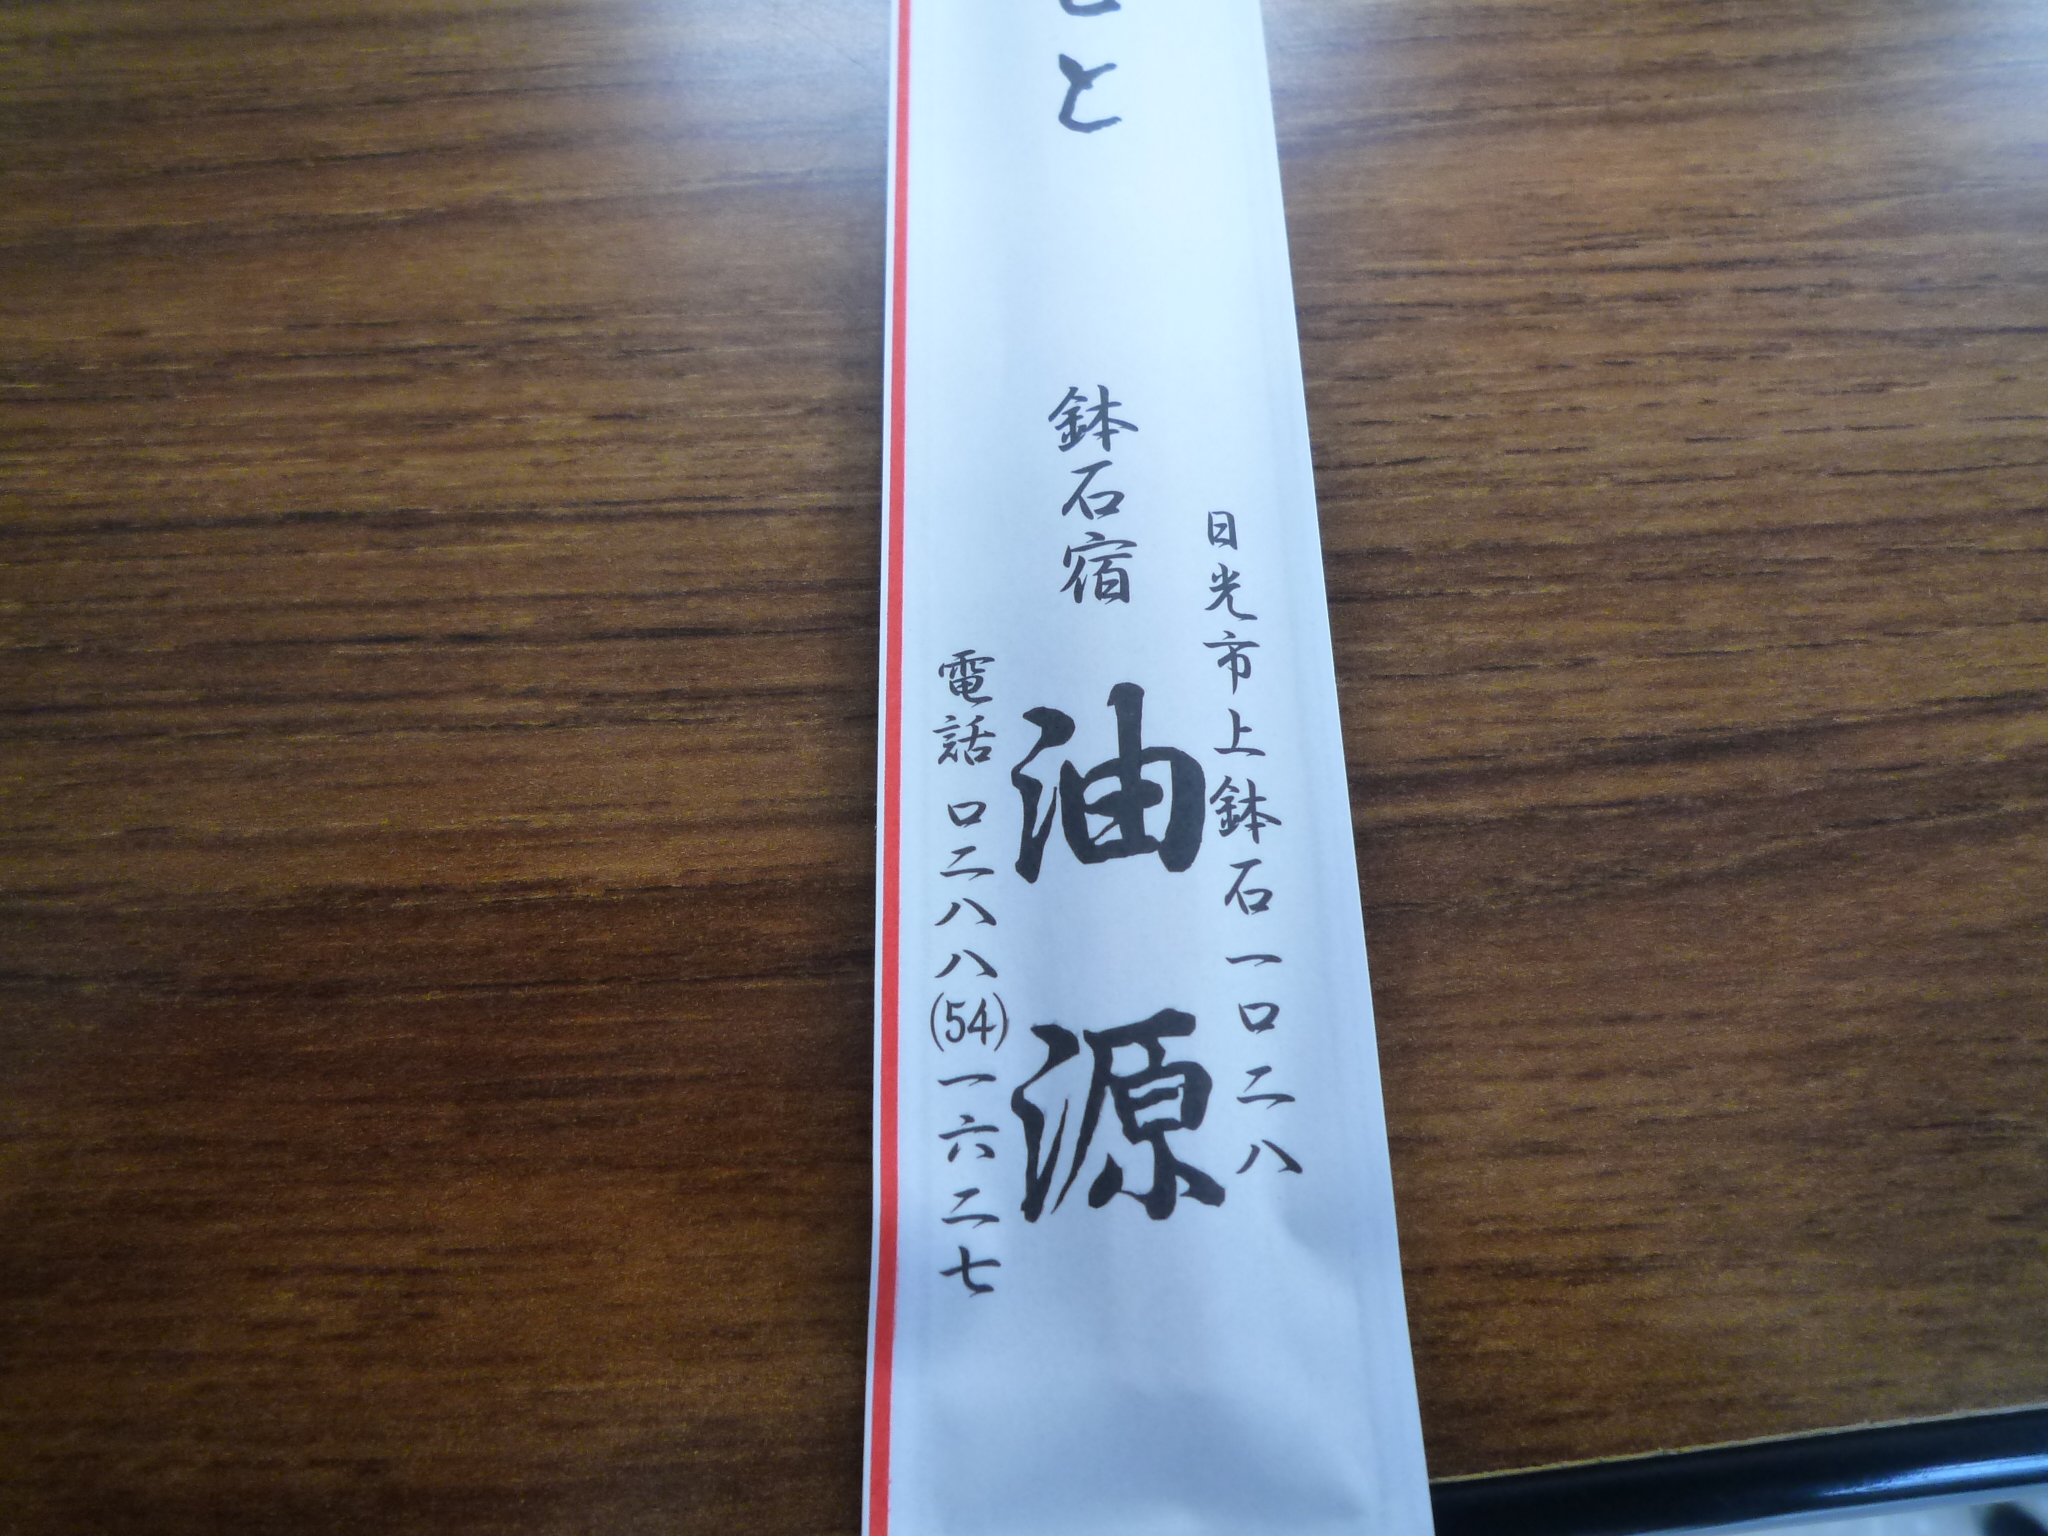 と
日光市上鉢石一〇二八
鉢石宿
油源
電話 〇二八八(54)一六二七